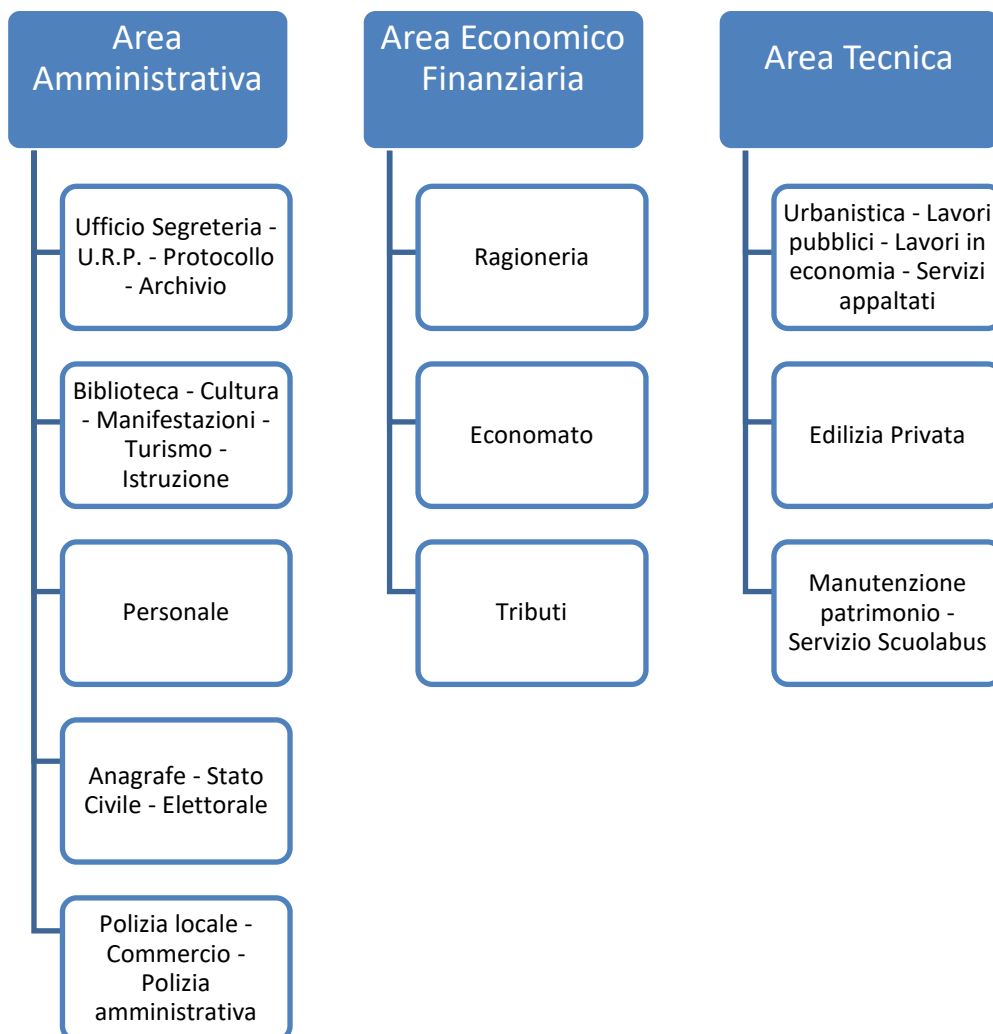 Area
Amministrativa
Ufficio Segreteria -
U.R.P. - Protocollo
- Archivio
Biblioteca - Cultura
- Manifestazioni -
Turismo -
Istruzione
Personale
Anagrafe - Stato
Civile - Elettorale
Polizia locale -
Commercio -
Polizia
amministrativa
Area Economico
Finanziaria
Ragioneria
Economato
Tributi
Area Tecnica
Urbanistica - Lavori
pubblici - Lavori in
economia - Servizi
appaltati
Edilizia Privata
Manutenzione
patrimonio -
Servizio Scuolabus